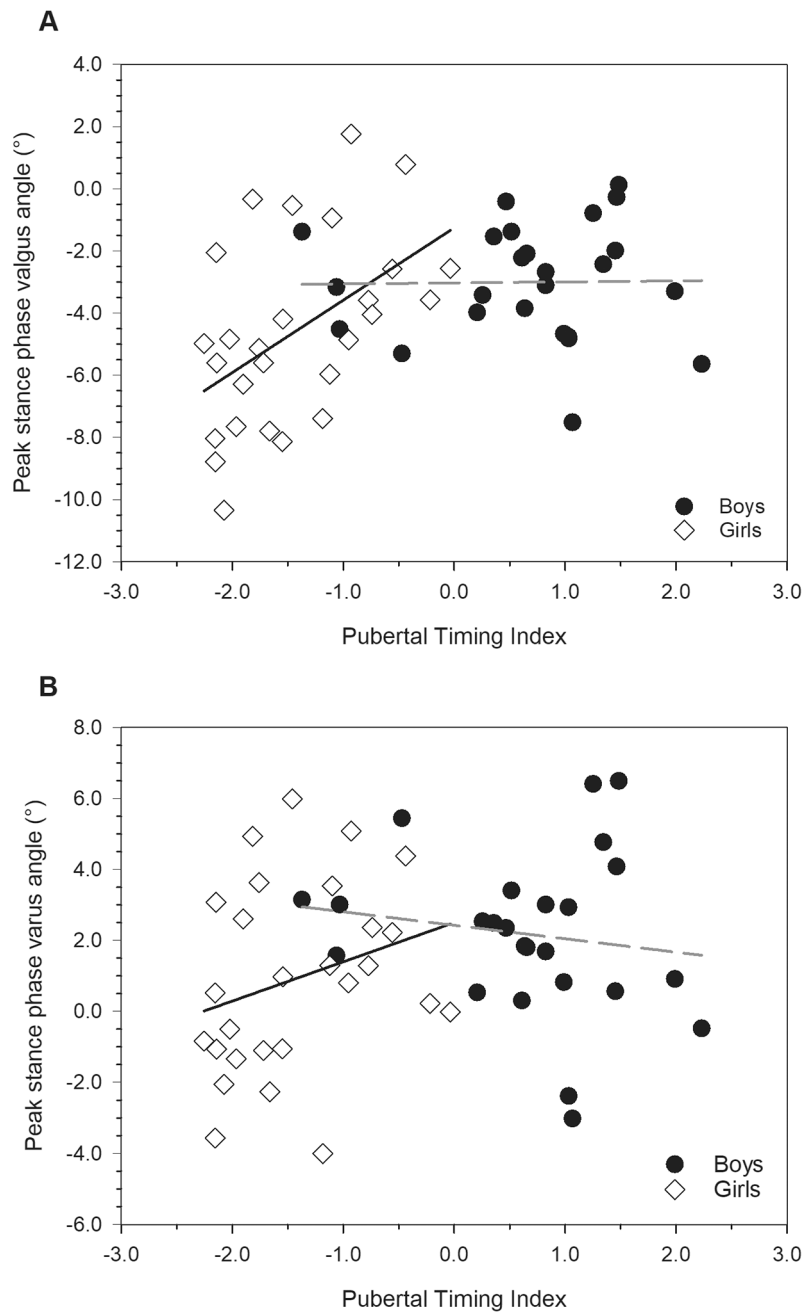 A
4.0
2.0
0.0
-2.0
-4.0
-6.0
-8.0
-10.0
-12.0
Peak stance phase valgus angle (°)
Boys
Girls
-3.0 -2.0 -1.0 0.0 1.0 2.0 3.0
Pubertal Timing Index
B
8.0
6.0
4.0
2.0
0.0
-2.0
-4.0
-6.0
Peak stance phase varus angle (°)
Boys
Girls
-3.0 -2.0 -1.0 0.0 1.0 2.0 3.0
Pubertal Timing Index